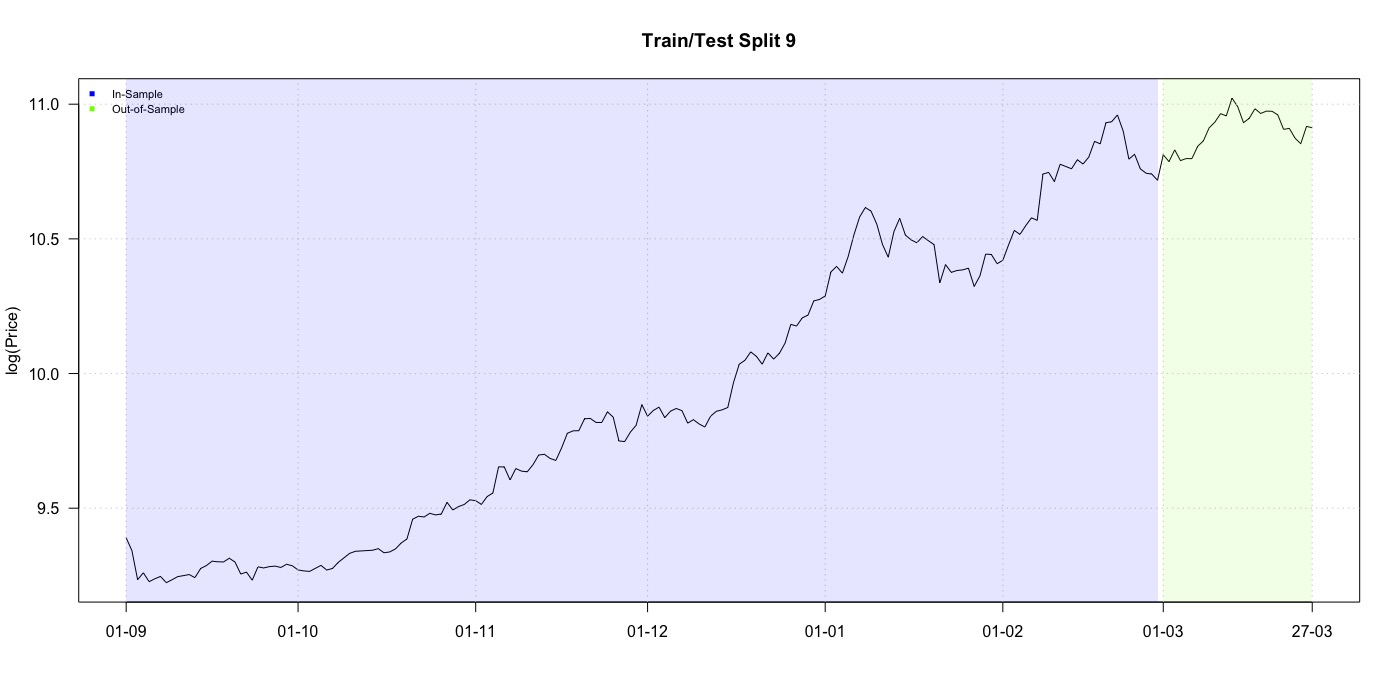 Train/Test Split 9
In-Sample
Out-of-Sample
11.0
10.5
10.0
9.5
log(Price)
01-09 01-10 01-11 01-12 01-01 01-02 01-03 27-03